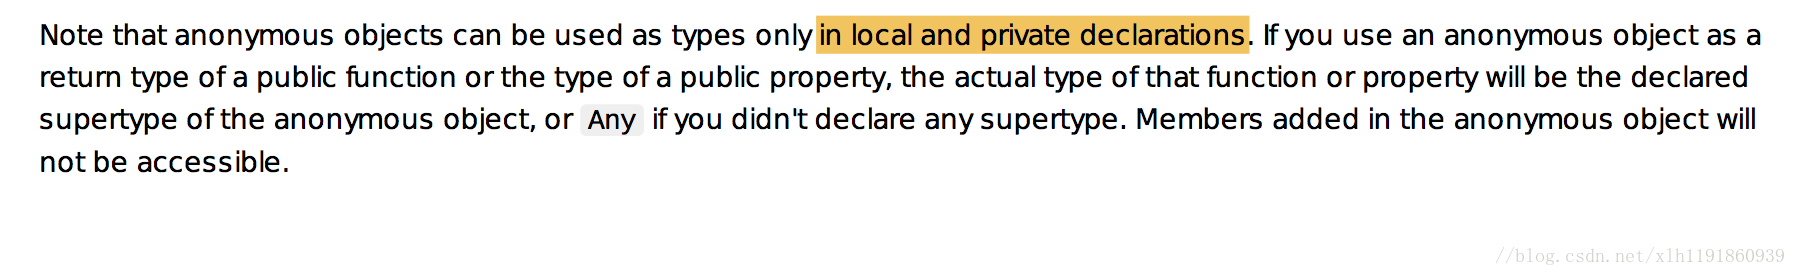 Note that anonymous objects can be used as types only in local and private declarations. If you use an anonymous object as a
return type of a public function or the type of a public property, the actual type of that function or property will be the declared
supertype of the anonymous object, or Any if you didn't declare any supertype. Members added in the anonymous object will
not be accessible.
//blog.csdn.net/xlh1191860939